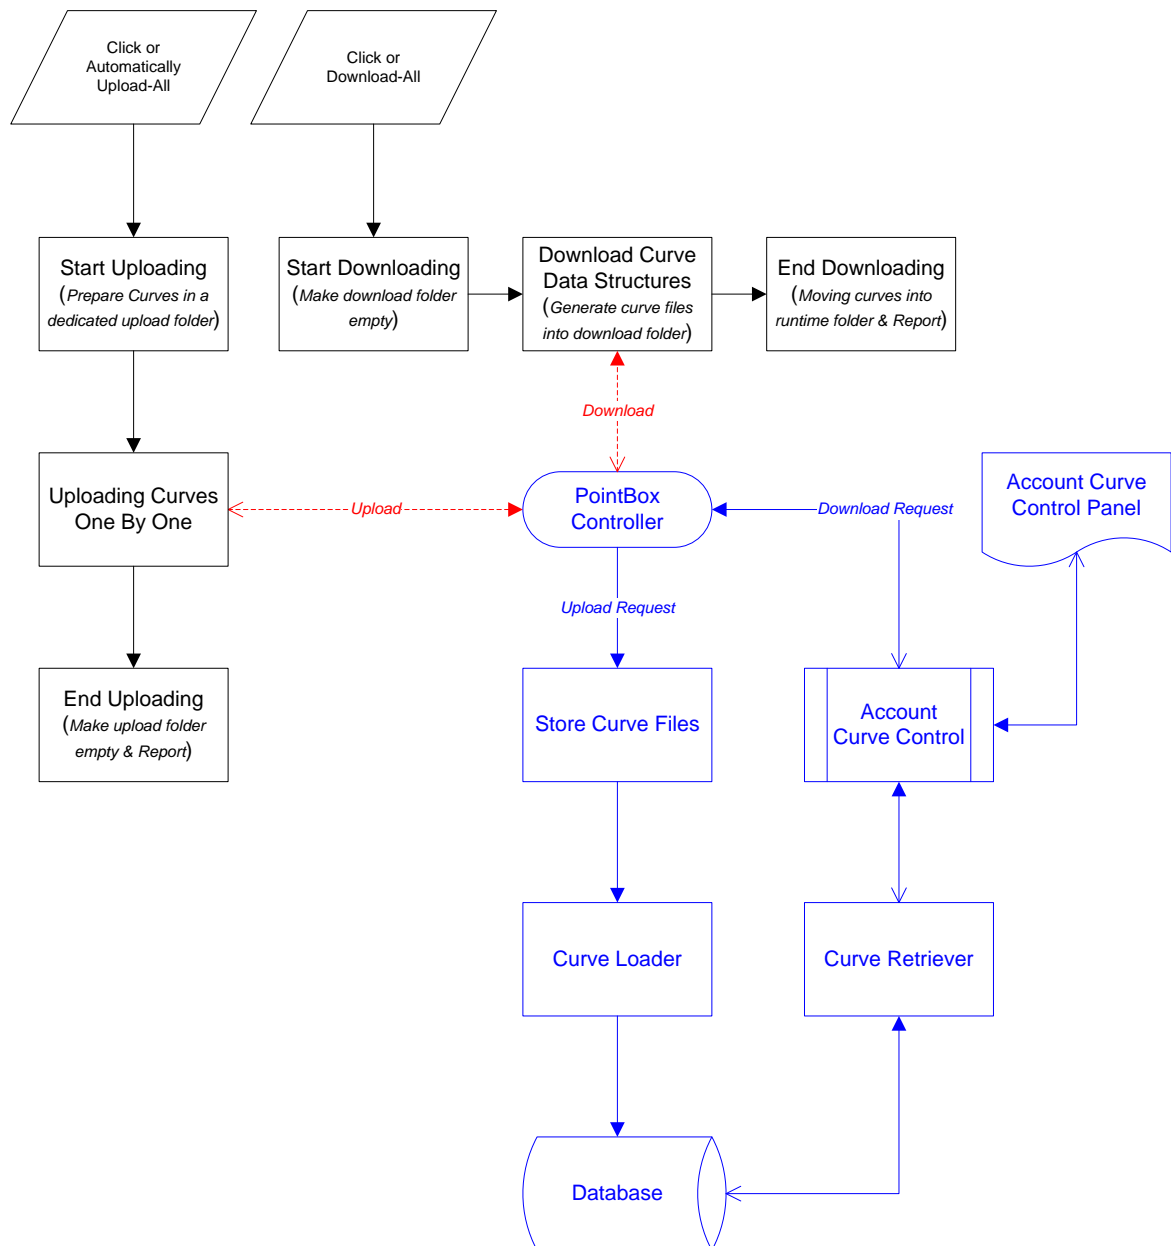 Click or
Automatically
Upload-All
Click or
Download-All
Start Uploading
(Prepare Curves in a
dedicated upload folder)
Start Downloading
(Make download folder
empty)
Download Curve
Data Structures
(Generate curve files
into download folder)
End Downloading
(Moving curves into
runtime folder & Report)
Download
Uploading Curves
One By One
Upload
PointBox
Controller
Download Request
Account Curve
Control Panel
Upload Request
End Uploading
(Make upload folder
empty & Report)
Store Curve Files
Account
Curve Control
Curve Loader
Curve Retriever
Database